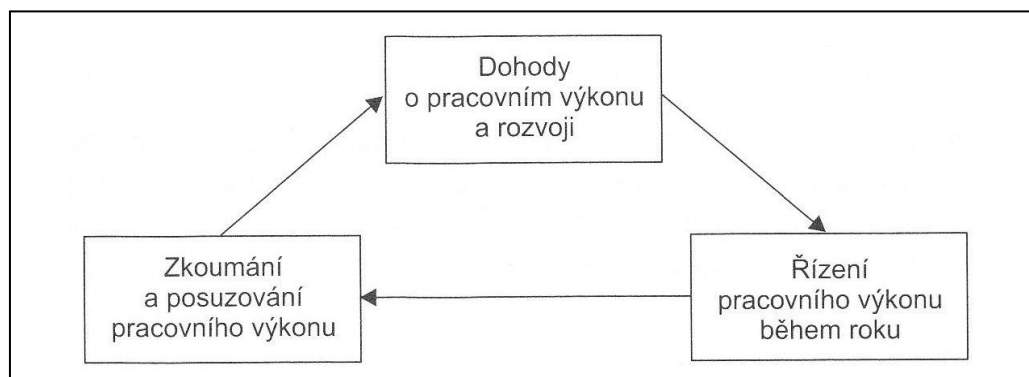 Dohody
o pracovním výkonu
a rozvoji
Zkoumání
a posuzování
pracovního výkonu
Řízení
pracovního výkonu
během roku